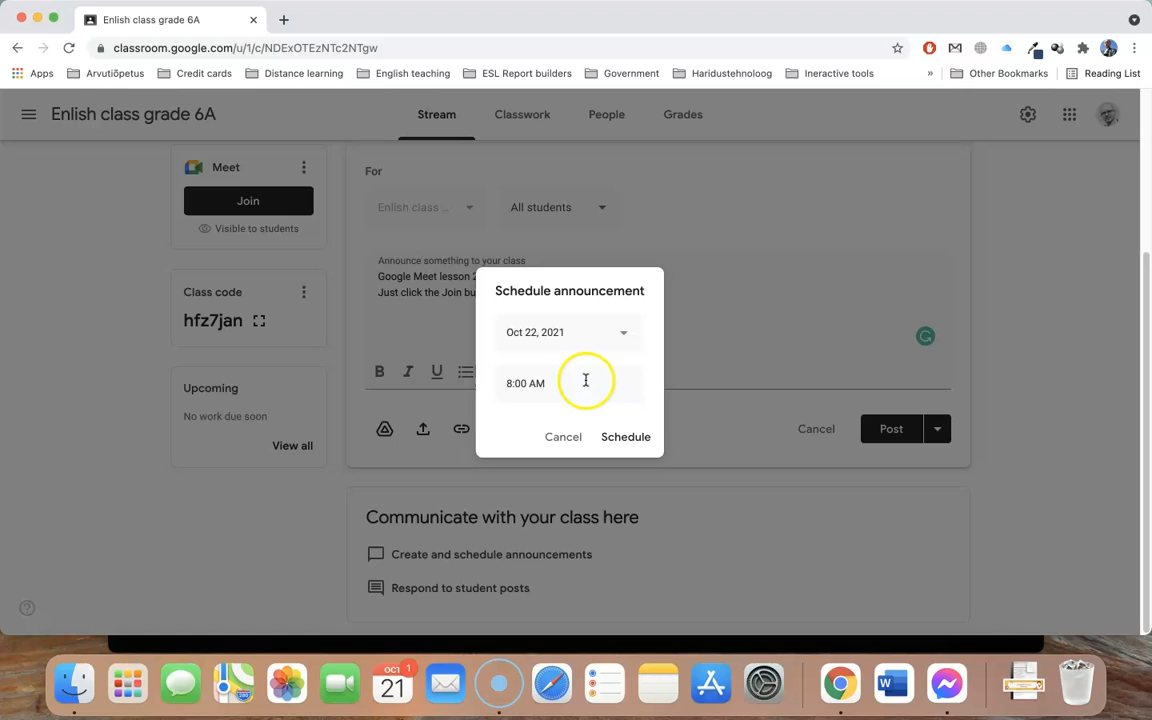 Enlish class grade 6A
classroom.google.com/u/1/c/NDExOTEzNTc2NTgw
Apps Arvutiõpetus Credit cards Distance learning English teaching ESL Report builders Government Haridustehnoloog Ineractive tools » Other Bookmarks Reading List
Enlish class grade 6A Stream Classwork People Grades
Meet
Join
Visible to students
Class code
hfz7jan
Upcoming
No work due soon
View all
For
Enlish class ... All students
Announce something to your class
Google Meet lesson
Just click the Join
B I U
Schedule announcement
Oct 22, 2021
8:00 AM
Cancel Schedule
Cancel Post
Communicate with your class here
Create and schedule announcements
Respond to student posts
OCT 1
21
W